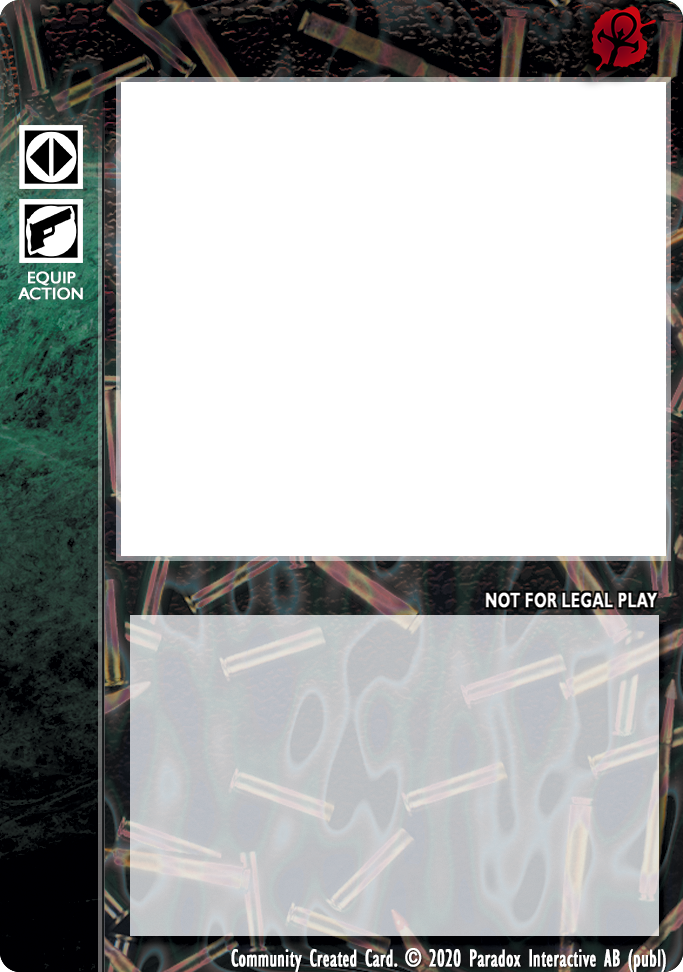 EQUIP
ACTION
NOT FOR LEGAL PLAY
Community Created Card. © 2020 Paradox Interactive AB (publ)